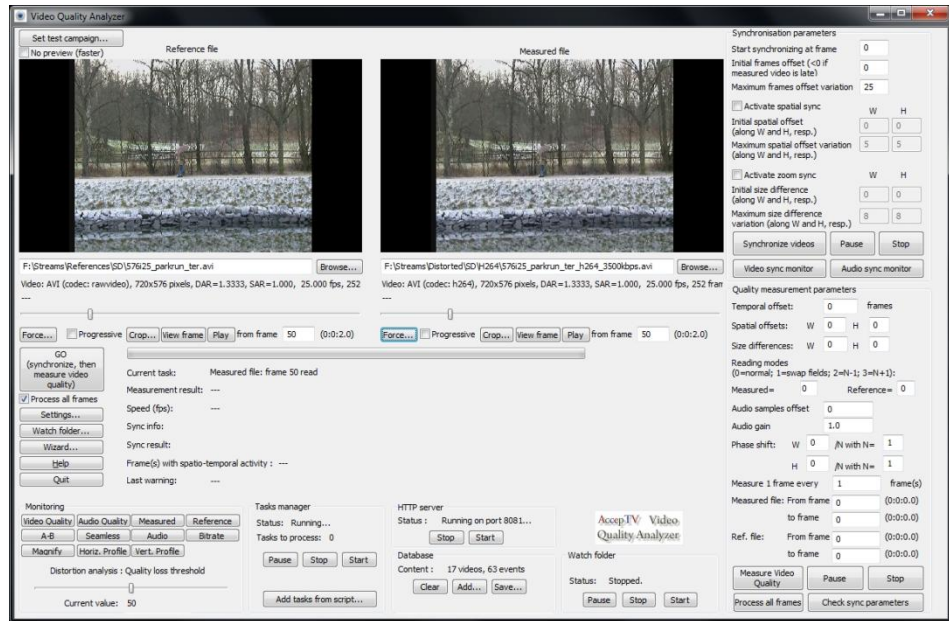 Video Quality Analyzer
Set test campaign...
No preview (faster)
Reference file
Measured file
F:\Streams\References\SD\576i25_parkrun_ter.avi
Browse...
F:\Streams\Distorted\SD\H264\576i25_parkrun_ter_h264_3500kbps.avi
Browse...
Video: AVI (codec: rawvideo), 720x576 pixels, DAR=1.3333, SAR=1.000, 25.000 fps, 252
---
Video: AVI (codec: h264), 720x576 pixels, DAR=1.3333, SAR=1.000, 25.000 fps, 252 fram
---
Force... Progressive Crop... View frame Play from frame 50 (0:0:2.0)
Force... Progressive Crop... View frame Play from frame 50 (0:0:2.0)
GO
(synchronize, then
measure video
quality)
Process all frames
Settings...
Watch folder...
Wizard...
Help
Quit
Current task: Measured file: frame 50 read
Measurement result: ---
Speed (fps): ---
Sync info:
Sync result:
Frame(s) with spatio-temporal activity : ---
Last warning: ---
Monitoring
Video Quality Audio Quality Measured Reference
A-B Seamless Audio Bitrate
Magnify Horiz. Profile Vert. Profile
Distortion analysis : Quality loss threshold
Current value: 50
Tasks manager
Status: Running...
Tasks to process: 0
Pause Stop Start
Add tasks from script...
HTTP server
Status : Running on port 8081...
Stop Start
Database
Content : 17 videos, 63 events
Clear Add... Save...
AccepTV Video
Quality Analyzer
Watch folder
Status: Stopped.
Pause Stop Start
Synchronisation parameters
Start synchronizing at frame 0
Initial frames offset (<0 if
measured video is late) 0
Maximum frames offset variation 25
Activate spatial sync W H
Initial spatial offset
(along W and H, resp.) 0 0
Maximum spatial offset variation
(along W and H, resp.) 5 5
Activate zoom sync W H
Initial size difference
(along W and H, resp.) 0 0
Maximum size difference
variation (along W and H, resp.) 8 8
Synchronize videos Pause Stop
Video sync monitor Audio sync monitor
Quality measurement parameters
Temporal offset: 0 frames
Spatial offsets: W 0 H 0
Size differences: W 0 H 0
Reading modes
(0=normal; 1=swap fields; 2=N-1; 3=N+1):
Measured= 0 Reference= 0
Audio samples offset 0
Audio gain 1.0
Phase shift: W 0 /N with N= 1
H 0 /N with N= 1
Measure 1 frame every 1 frame(s)
Measured file: From frame 0 (0:0:0.0)
to frame 0 (0:0:0.0)
Ref. file: From frame 0 (0:0:0.0)
to frame 0 (0:0:0.0)
Measure Video
Quality
Pause Stop
Process all frames Check sync parameters